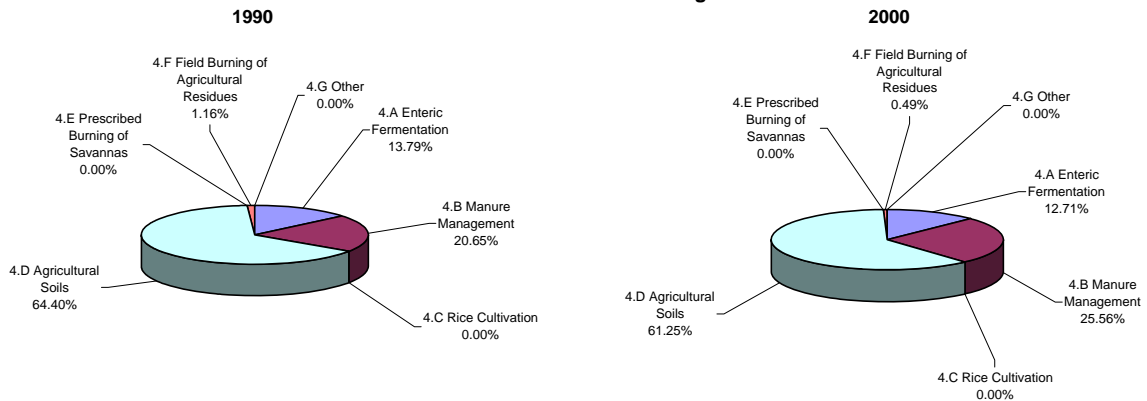 1990
4.F Field Burning of
Agricultural
Residues
1.16%
4.G Other
0.00%
4.A Enteric
Fermentation
13.79%
4.E Prescribed
Burning of
Savannas
0.00%
4.B Manure
Management
20.65%
4.D Agricultural
Soils
64.40%
4.C Rice Cultivation
0.00%
2000
4.F Field Burning of
Agricultural
Residues
0.49%
4.G Other
0.00%
4.E Prescribed
Burning of
Savannas
0.00%
4.A Enteric
Fermentation
12.71%
4.B Manure
Management
25.56%
4.D Agricultural
Soils
61.25%
4.C Rice Cultivation
0.00%